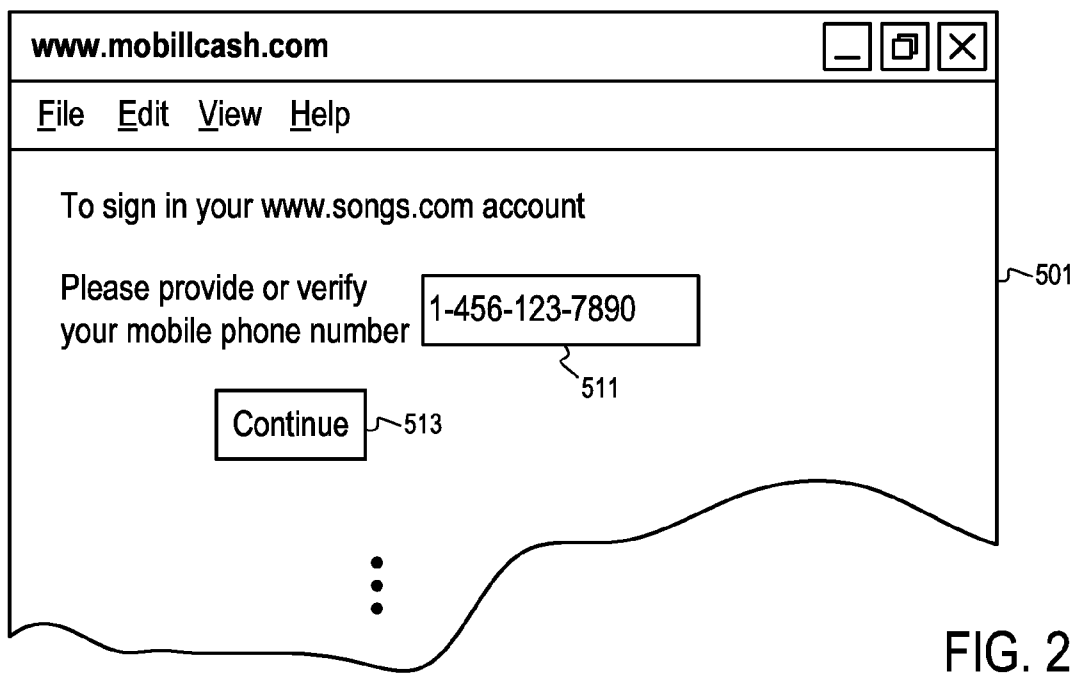 www.mobillcash.com
File Edit View Help
To sign in your www.songs.com account
Please provide or verify
your mobile phone number
1-456-123-7890
501
511
Continue
513
FIG. 2